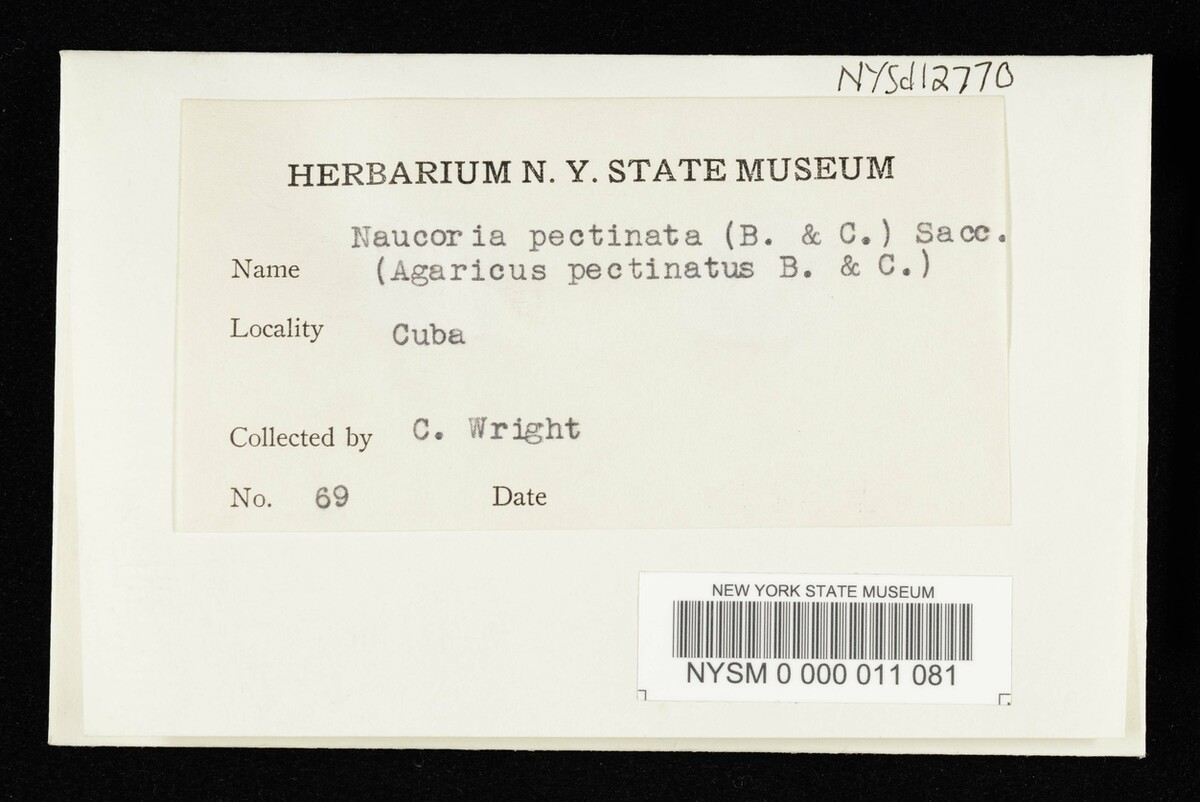 NYSd12770
HERBARIUM N. Y. STATE MUSEUM
Naucoria pectinata (B. & C.) Sacc.
Name (Agaricus pectinatus B. & C.)
Locality Cuba
Collected by C. Wright
No. 69 Date
NEW YORK STATE MUSEUM
NYSM 0 000 011 081